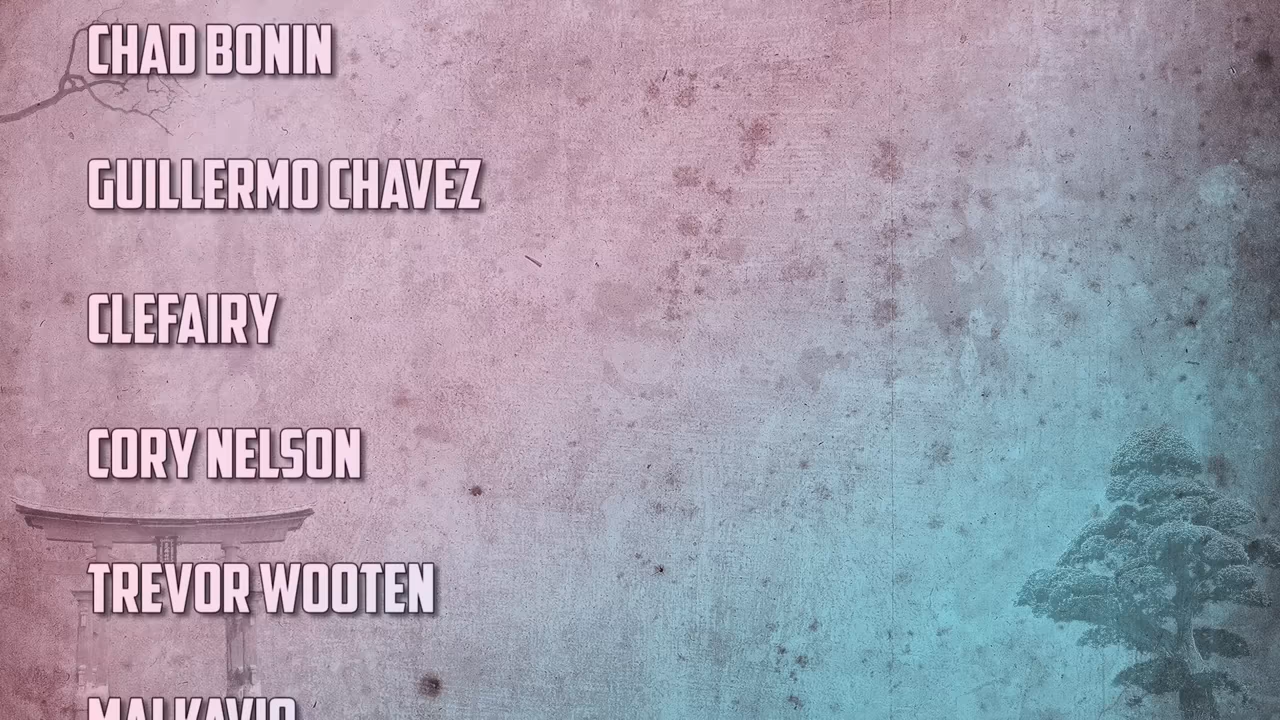 CHAD BONIN
GUILLERMO CHAVEZ
CLEFAIRY
CORY NELSON
TREVOR WOOTEN